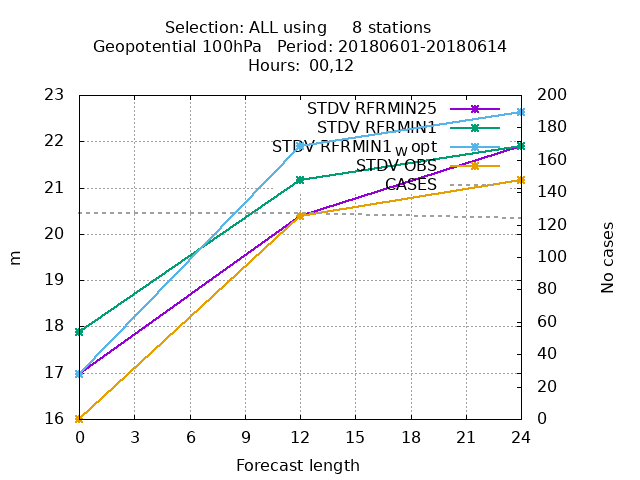 Selection: ALL using     8 stations
Geopotential 100hPa   Period: 20180601-20180614
Hours: 00,12
STDV RFRMIN25
STDV RFRMIN1
STDV RFRMIN1_w opt
STDV OBS
CASES
23
22
21
20
19
18
17
16
m
200
180
160
140
120
100
80
60
40
20
0
No cases
0 3 6 9 12 15 18 21 24
Forecast length